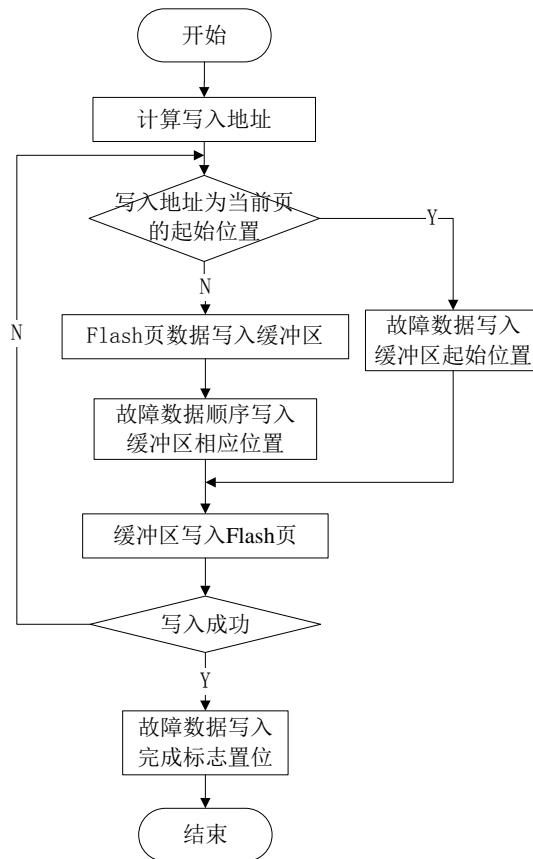 开始
计算写入地址
写入地址为当前页
的起始位置
Y
N
N
Flash页数据写入缓冲区
故障数据写入
缓冲区起始位置
故障数据顺序写入
缓冲区相应位置
缓冲区写入Flash页
写入成功
Y
故障数据写入
完成标志置位
结束